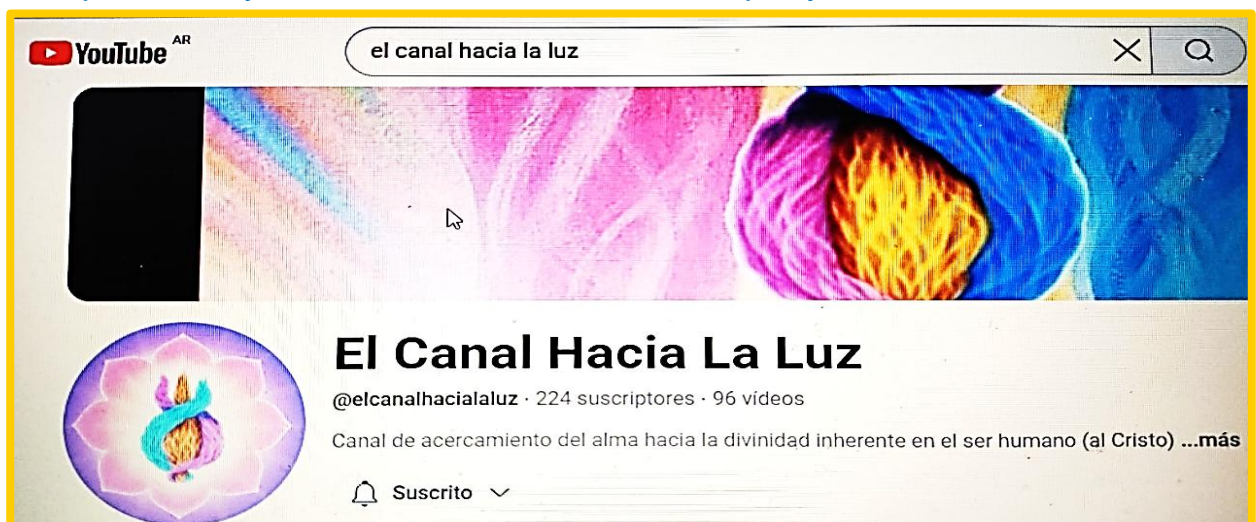 YouTube AR
el canal hacia la luz
El Canal Hacia La Luz
@elcanalhacialaluz · 224 suscriptores · 96 vídeos
Canal de acercamiento del alma hacia la divinidad inherente en el ser humano (al Cristo) ...más
Suscrito